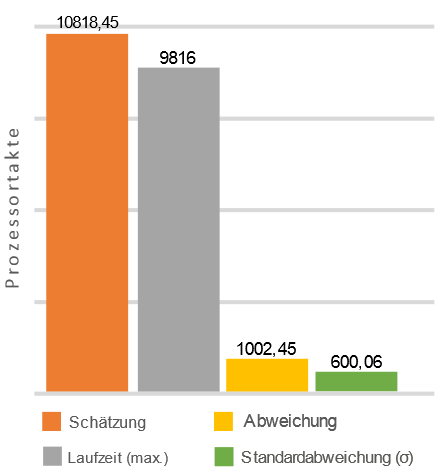 10818,45
9816
Prozessortakte
1002,45
600,06
Schätzung
Abweichung
Laufzeit (max.)
Standardabweichung (σ)